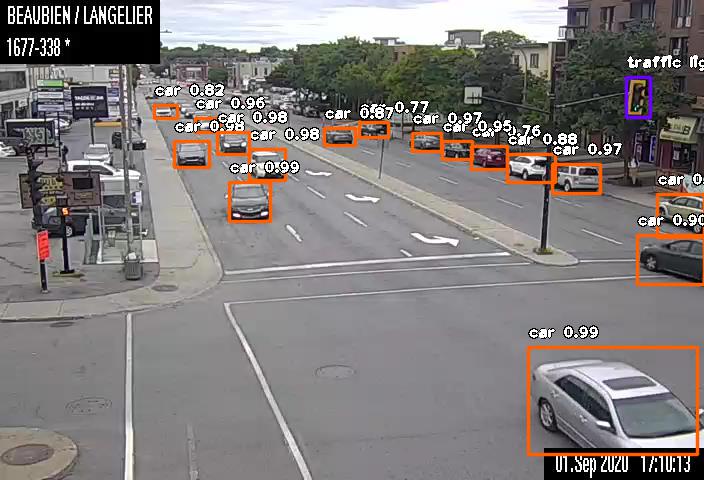 BEAUBIEN / LANGELIER
1677-338 *
traffic lig
car 0.82
car 0.96
car 0.98
car 0.98
car 0.98
car 0.99
0.87
0.77
car 0.97
car 0.95
0.76
car 0.88
car 0.97
car 0.
car 0.90
car 0.99
01.Sep 2020 17:10:13